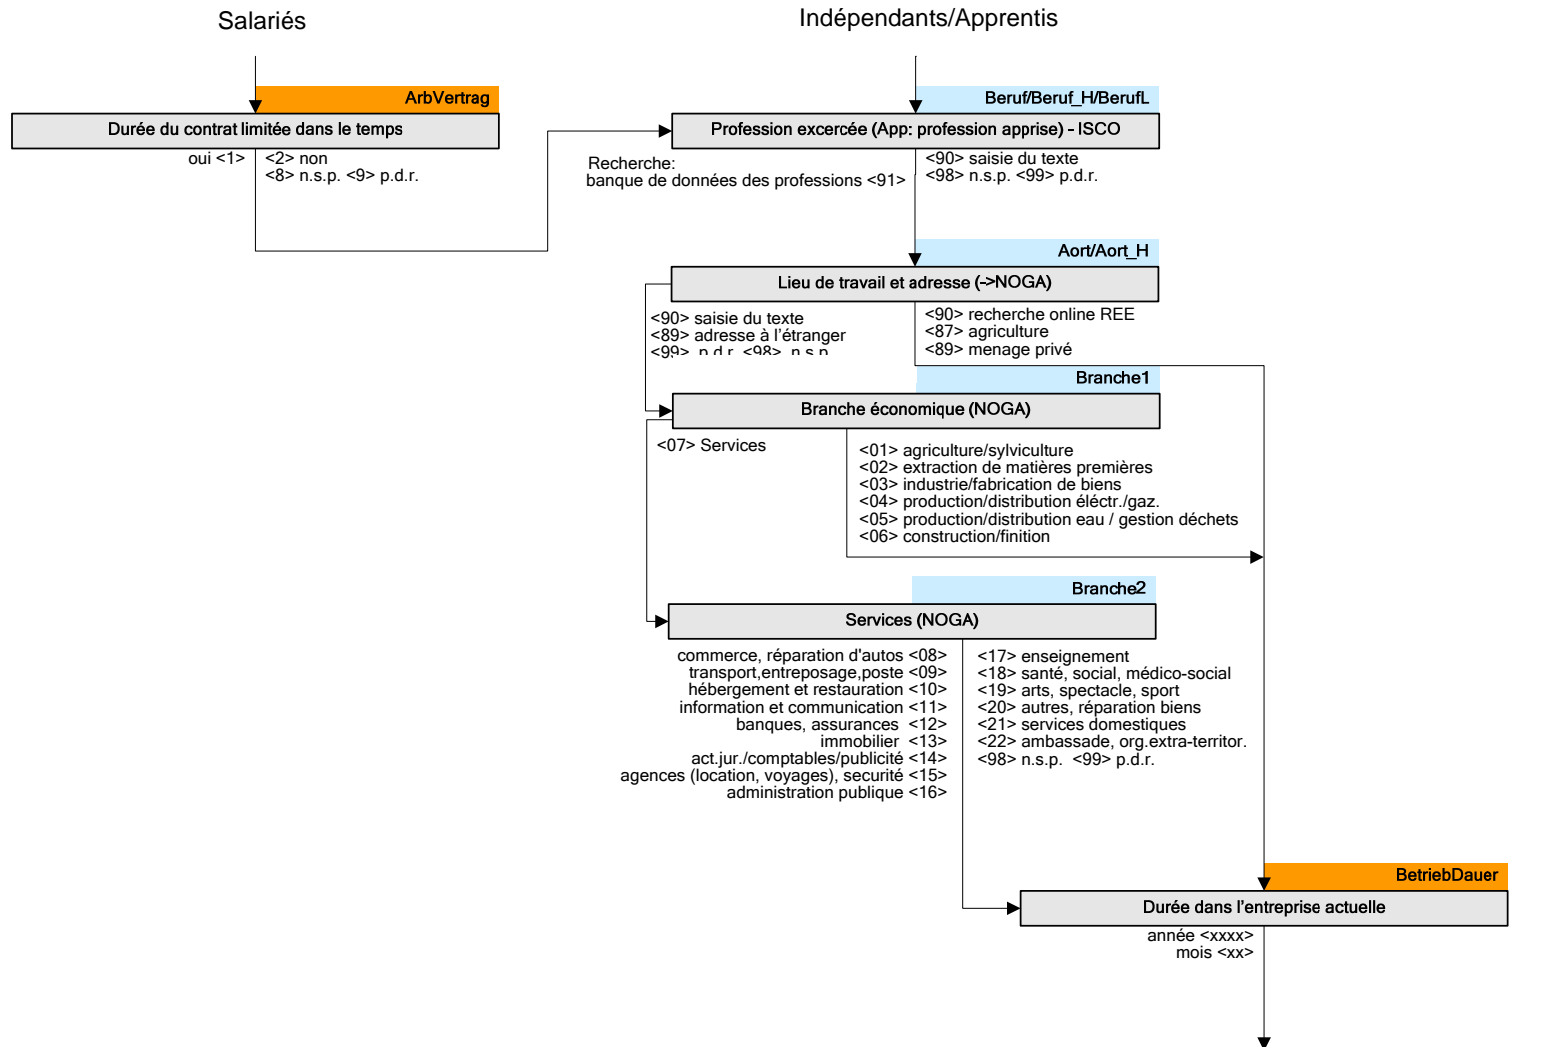 Salariés
Indépendants/Apprentis
ArbVertrag
Durée du contrat limitée dans le temps
oui <1>
<2> non
<8> n.s.p. <9> p.d.r.
Beruf/Beruf_H/BerufL
Profession excercée (App: profession apprise) - ISCO
Recherche:
banque de données des professions <91>
<90> saisie du texte
<98> n.s.p. <99> p.d.r.
Aort/Aort_H
Lieu de travail et adresse (->NOGA)
<90> saisie du texte
<89> adresse à l'étranger
<99> p.d.r. <98> n.s.p.
<90> recherche online REE
<87> agriculture
<89> menage privé
Branche1
Branche économique (NOGA)
<07> Services
<01> agriculture/sylviculture
<02> extraction de matières premières
<03> industrie/fabrication de biens
<04> production/distribution éléctr./gaz.
<05> production/distribution eau / gestion déchets
<06> construction/finition
Branche2
Services (NOGA)
commerce, réparation d'autos <08>
transport,entreposage,poste <09>
hébergement et restauration <10>
information et communication <11>
banques, assurances <12>
immobilier <13>
act.jur./comptables/publicité <14>
agences (location, voyages), securité <15>
administration publique <16>
<17> enseignement
<18> santé, social, médico-social
<19> arts, spectacle, sport
<20> autres, réparation biens
<21> services domestiques
<22> ambassade, org.extra-territor.
<98> n.s.p. <99> p.d.r.
BetriebDauer
Durée dans l'entreprise actuelle
année <xxxx>
mois <xx>